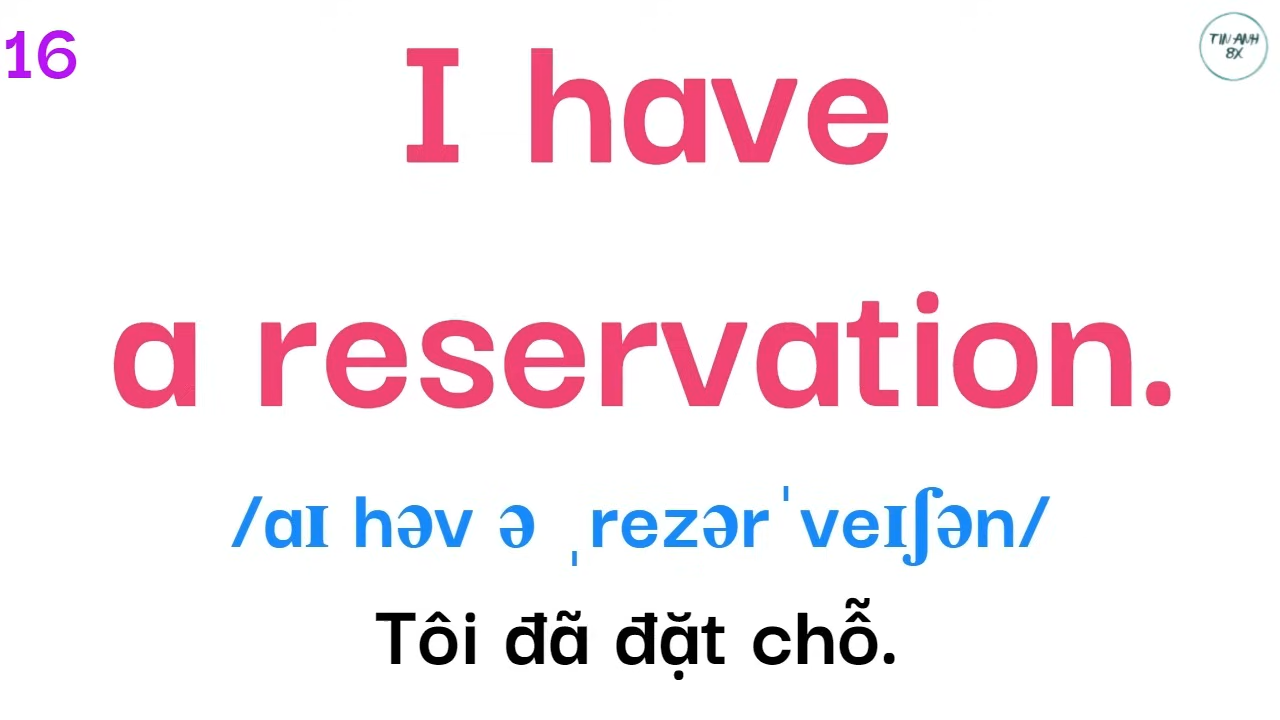 16
TIN ANH
8X
I have
a reservation.
/aɪ həv ə ˌrezərˈveɪʃən/
Tôi đã đặt chỗ.